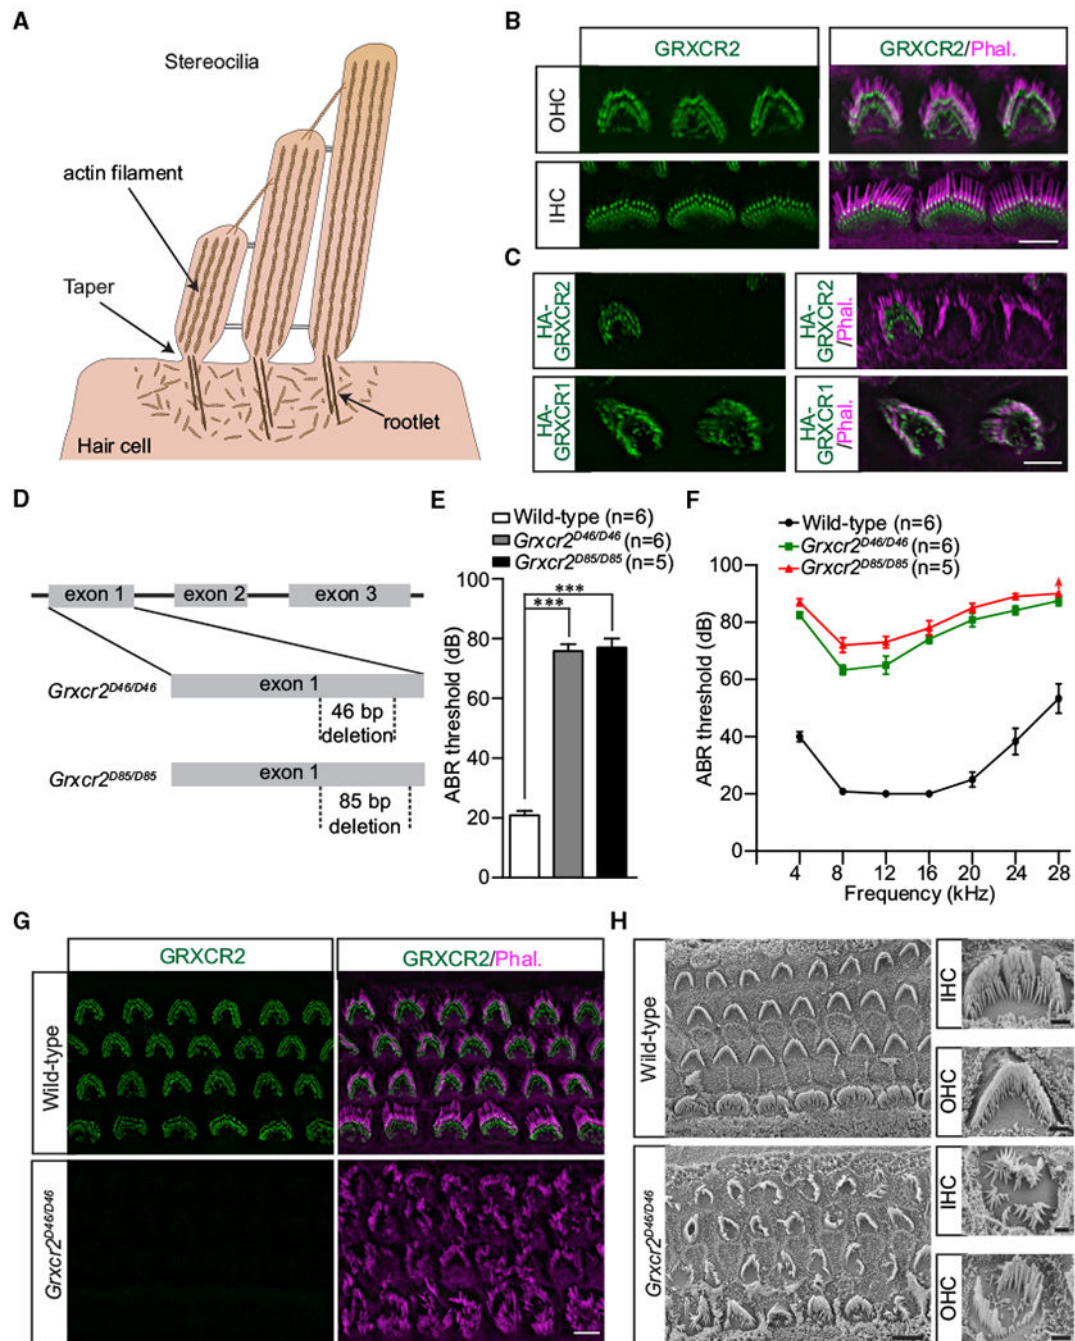 A
Stereocilia
actin filament
Taper
rootlet
Hair cell
B
GRXCR2
GRXCR2/Phal.
OHC
IHC
C
HA-
GRXCR2
HA-
GRXCR2
/Phal.
HA-
GRXCR1
HA-
GRXCR1
/Phal.
D
exon 1
exon 2
exon 3
Grxcr2D46/D46
exon 1
46 bp
deletion
Grxcr2D85/D85
exon 1
85 bp
deletion
E
Wild-type (n=6)
Grxcr2D46/D46 (n=6)
Grxcr2D85/D85 (n=5)
ABR threshold (dB)
100
80
60
40
20
0
***
***
F
Wild-type (n=6)
Grxcr2D46/D46 (n=6)
Grxcr2D85/D85 (n=5)
ABR threshold (dB)
100
80
60
40
20
0
4 8 12 16 20 24 28
Frequency (kHz)
G
GRXCR2
GRXCR2/Phal.
Wild-type
Grxcr2D46/D46
H
Wild-type
IHC
OHC
Grxcr2D46/D46
IHC
OHC